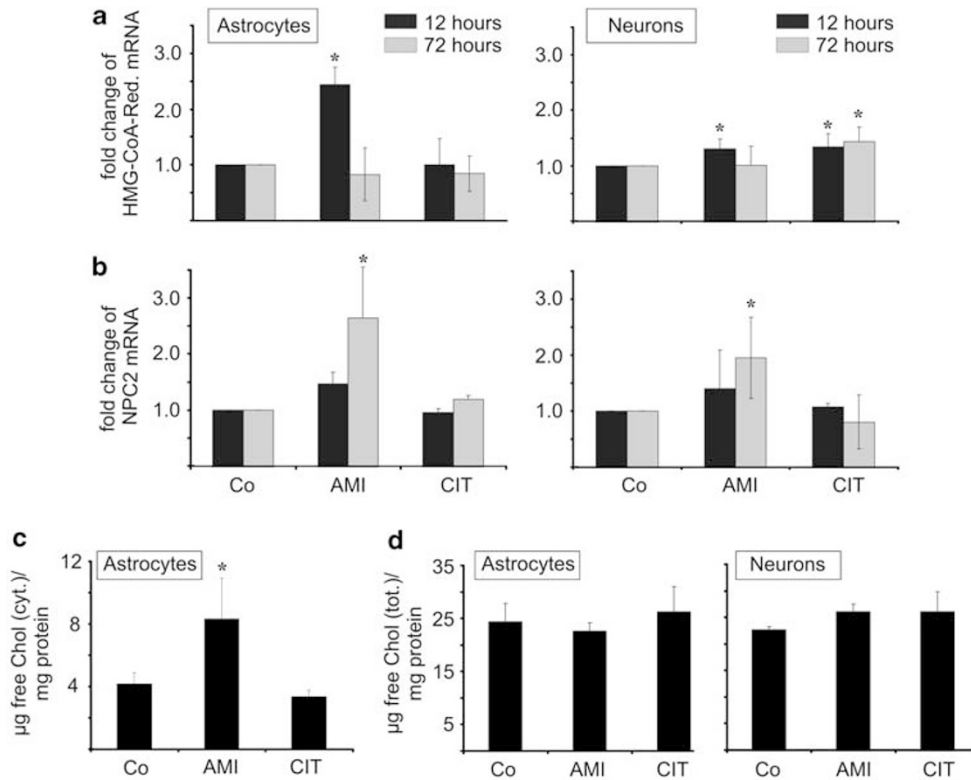 a
Astrocytes
12 hours
72 hours
fold change of
HMG-CoA-Red. mRNA
3.0
2.0
1.0
*
Neurons
12 hours
72 hours
3.0
2.0
1.0
*
*
*
b
fold change of
NPC2 mRNA
3.0
2.0
1.0
*
Co
AMI
CIT
3.0
2.0
1.0
*
Co
AMI
CIT
c
Astrocytes
µg free Chol (cyt.)/
mg protein
12
8
4
*
Co
AMI
CIT
d
Astrocytes
µg free Chol (tot.)/
mg protein
35
25
15
5
Co
AMI
CIT
Neurons
Co
AMI
CIT